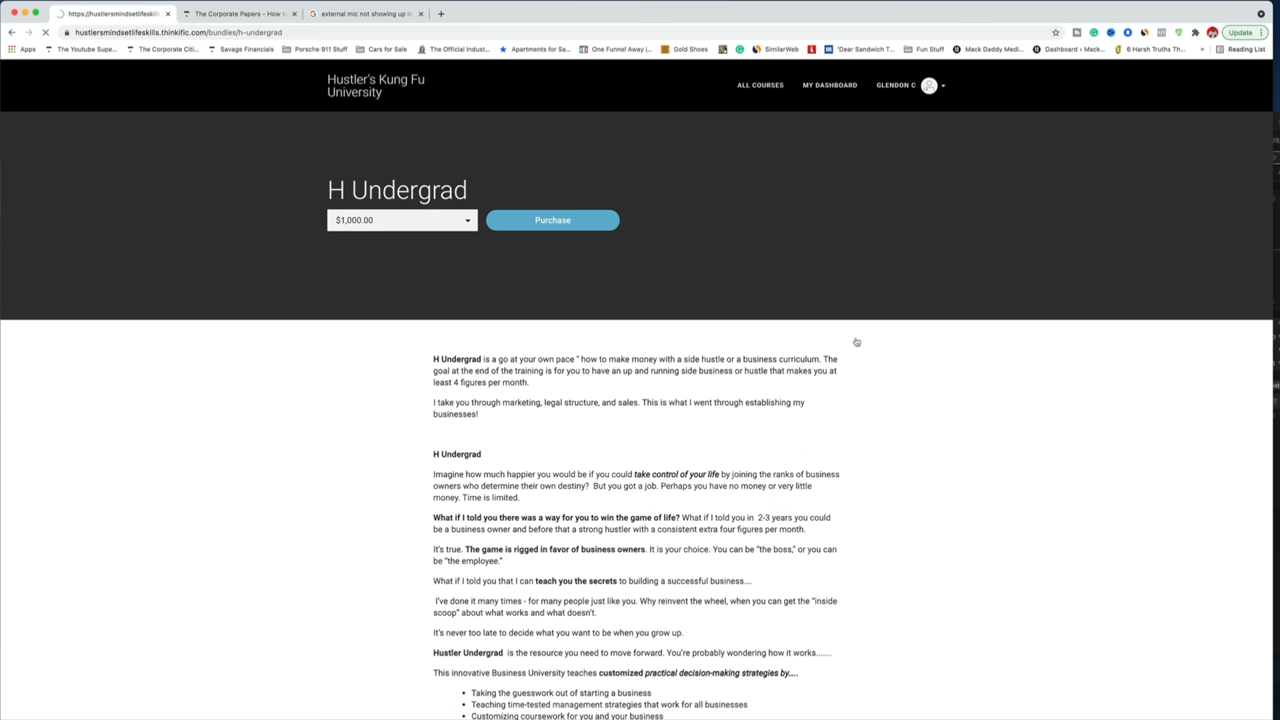 https://hustlersmindsetlifeskill
The Corporate Papers - How to
external mic not showing up in
hustlersmindsetlifeskills.thinkific.com/bundles/h-undergrad
Update
Apps
The Youtube Supe...
The Corporate Citi...
Savage Financials
Porsche 911 Stuff
Cars for Sale
The Official Indust...
Apartments for Sa...
One Funnel Away |...
Gold Shoes
SimilarWeb
'Dear Sandwich T...
Fun Stuff
Mack Daddy Medi...
Dashboard ‹ Mack...
6 Harsh Truths Th...
»
Reading List
Hustler's Kung Fu
University
ALL COURSES
MY DASHBOARD
GLENDON C
H Undergrad
$1,000.00
Purchase
H Undergrad is a go at your own pace " how to make money with a side hustle or a business curriculum. The
goal at the end of the training is for you to have an up and running side business or hustle that makes you at
least 4 figures per month.
I take you through marketing, legal structure, and sales. This is what I went through establishing my
businesses!
H Undergrad
Imagine how much happier you would be if you could take control of your life by joining the ranks of business
owners who determine their own destiny? But you got a job. Perhaps you have no money or very little
money. Time is limited.
What if I told you there was a way for you to win the game of life? What if I told you in 2-3 years you could
be a business owner and before that a strong hustler with a consistent extra four figures per month.
It's true. The game is rigged in favor of business owners. It is your choice. You can be “the boss,” or you can
be “the employee.”
What if I told you that I can teach you the secrets to building a successful business....
I've done it many times - for many people just like you. Why reinvent the wheel, when you can get the “inside
scoop” about what works and what doesn't.
It's never too late to decide what you want to be when you grow up.
Hustler Undergrad is the resource you need to move forward. You're probably wondering how it works.......
This innovative Business University teaches customized practical decision-making strategies by.....
• Taking the guesswork out of starting a business
• Teaching time-tested management strategies that work for all businesses
• Customizing coursework for you and your business